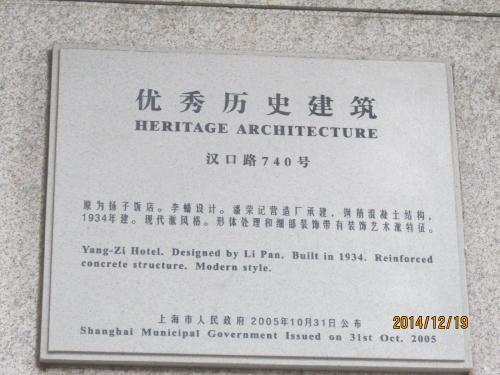 优秀历史建筑
HERITAGE ARCHITECTURE
汉口路740号
原为扬子饭店。李蟠设计。潘荣记营造厂承建,钢筋混凝土结构,
1934年建。现代派风格。形体处理和细部装饰带有装饰艺术派特征。
Yang-Zi Hotel. Designed by Li Pan. Built in 1934. Reinforced
concrete structure. Modern style.
上海市人民政府 2005年10月31日公布
Shanghai Municipal Government Issued on 31st Oct. 2005
2014/12/19